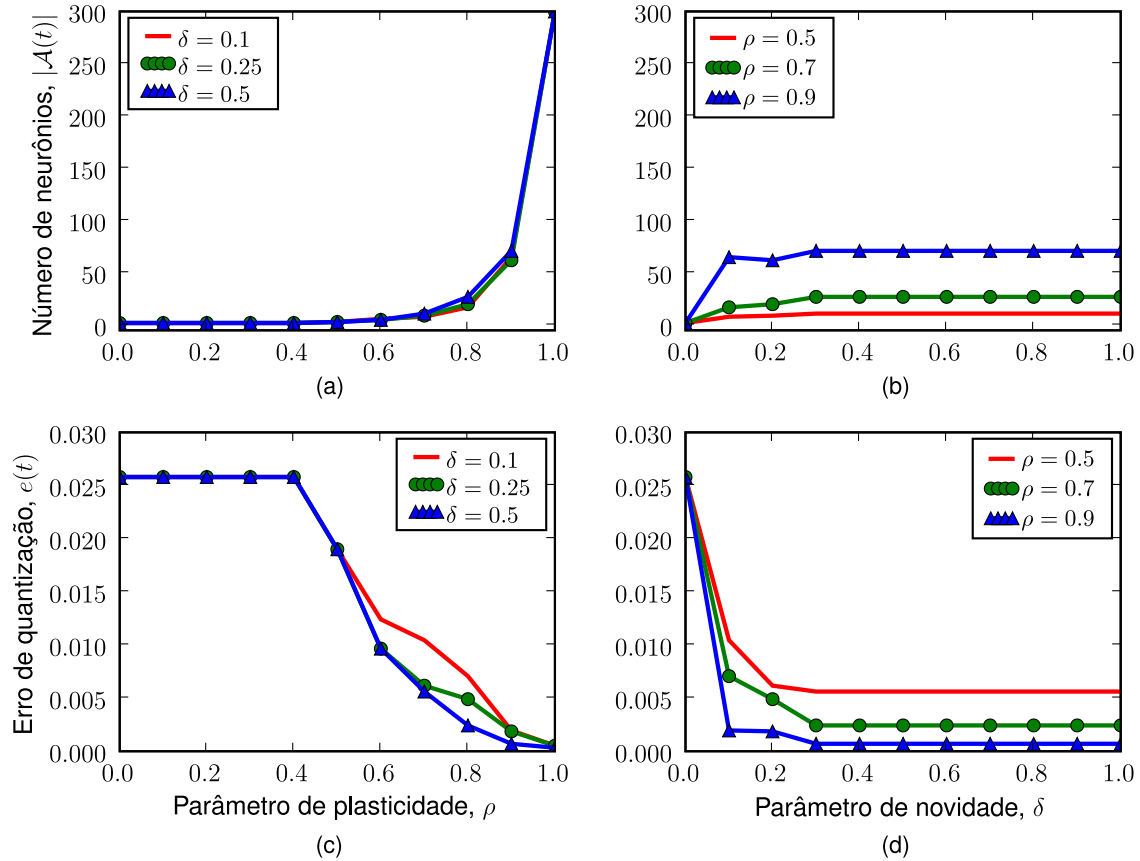 Número de neurônios, |𝒜(t)|
300
250
200
150
100
50
0
δ = 0.1
δ = 0.25
δ = 0.5
0.0 0.2 0.4 0.6 0.8 1.0
(a)
300
250
200
150
100
50
0
ρ = 0.5
ρ = 0.7
ρ = 0.9
0.0 0.2 0.4 0.6 0.8 1.0
(b)
Erro de quantização, e(t)
0.030
0.025
0.020
0.015
0.010
0.005
0.000
δ = 0.1
δ = 0.25
δ = 0.5
0.0 0.2 0.4 0.6 0.8 1.0
Parâmetro de plasticidade, ρ
(c)
0.030
0.025
0.020
0.015
0.010
0.005
0.000
ρ = 0.5
ρ = 0.7
ρ = 0.9
0.0 0.2 0.4 0.6 0.8 1.0
Parâmetro de novidade, δ
(d)